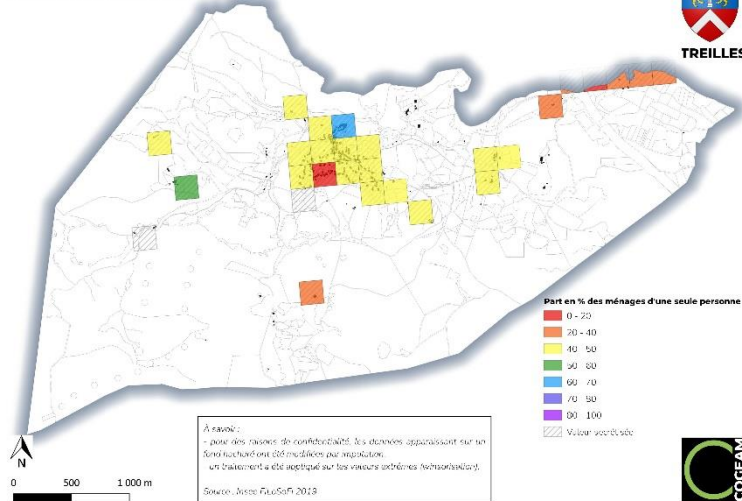 TREILLES
Part en % des ménages d'une seule personne
0 - 20
20 - 40
40 - 50
50 - 60
60 - 70
70 - 80
80 - 100
Valeur secrétisée
À savoir :
- pour des raisons de confidentialité, les données apparaissant sur un
fond hachuré ont été modifiées par imputation.
- un traitement a été appliqué sur les valeurs extrêmes (winsorisation).
Source : Insee FiLoSoFi 2019
N
0 500 1 000 m
COGEAM